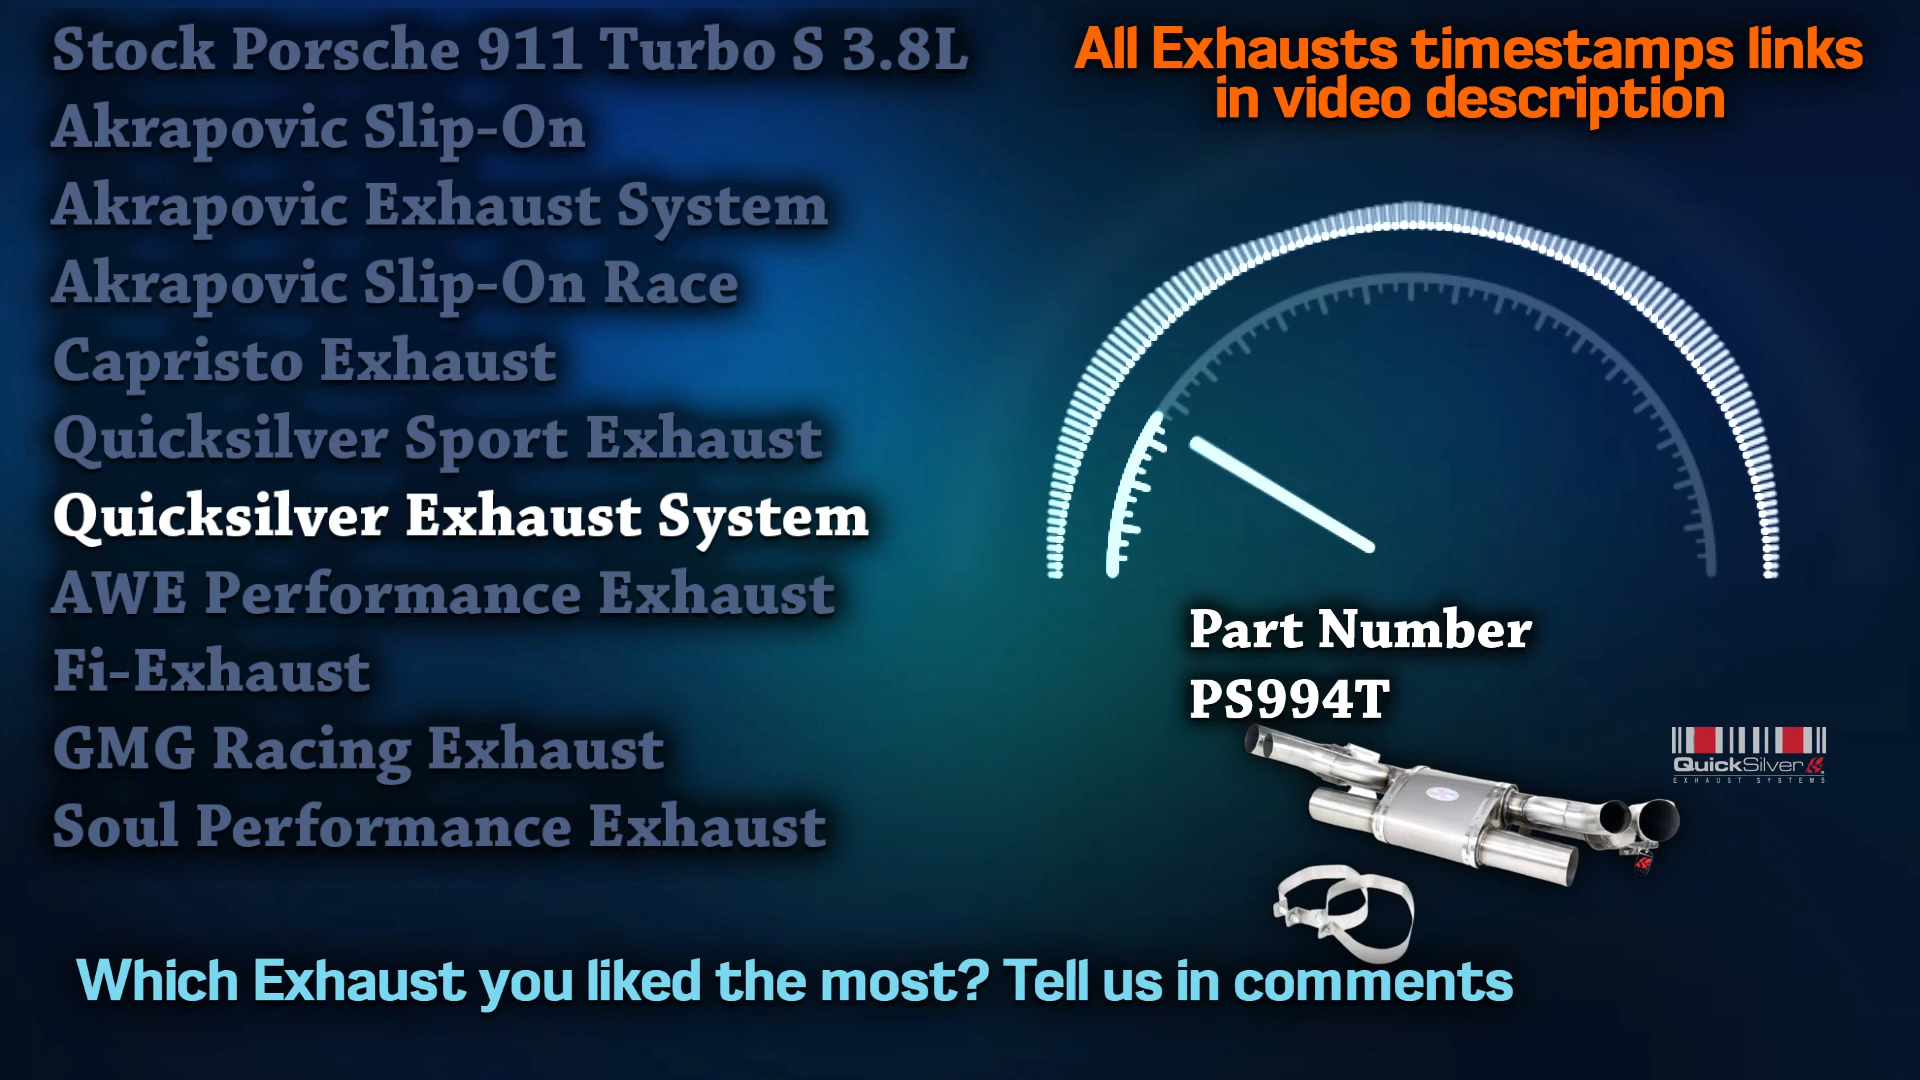 Stock Porsche 911 Turbo S 3.8L
Akrapovic Slip-On
Akrapovic Exhaust System
Akrapovic Slip-On Race
Capristo Exhaust
Quicksilver Sport Exhaust
Quicksilver Exhaust System
AWE Performance Exhaust
Fi-Exhaust
GMG Racing Exhaust
Soul Performance Exhaust
All Exhausts timestamps links
in video description
Part Number
PS994T
QuickSilver
EXHAUST SYSTEMS
Which Exhaust you liked the most? Tell us in comments